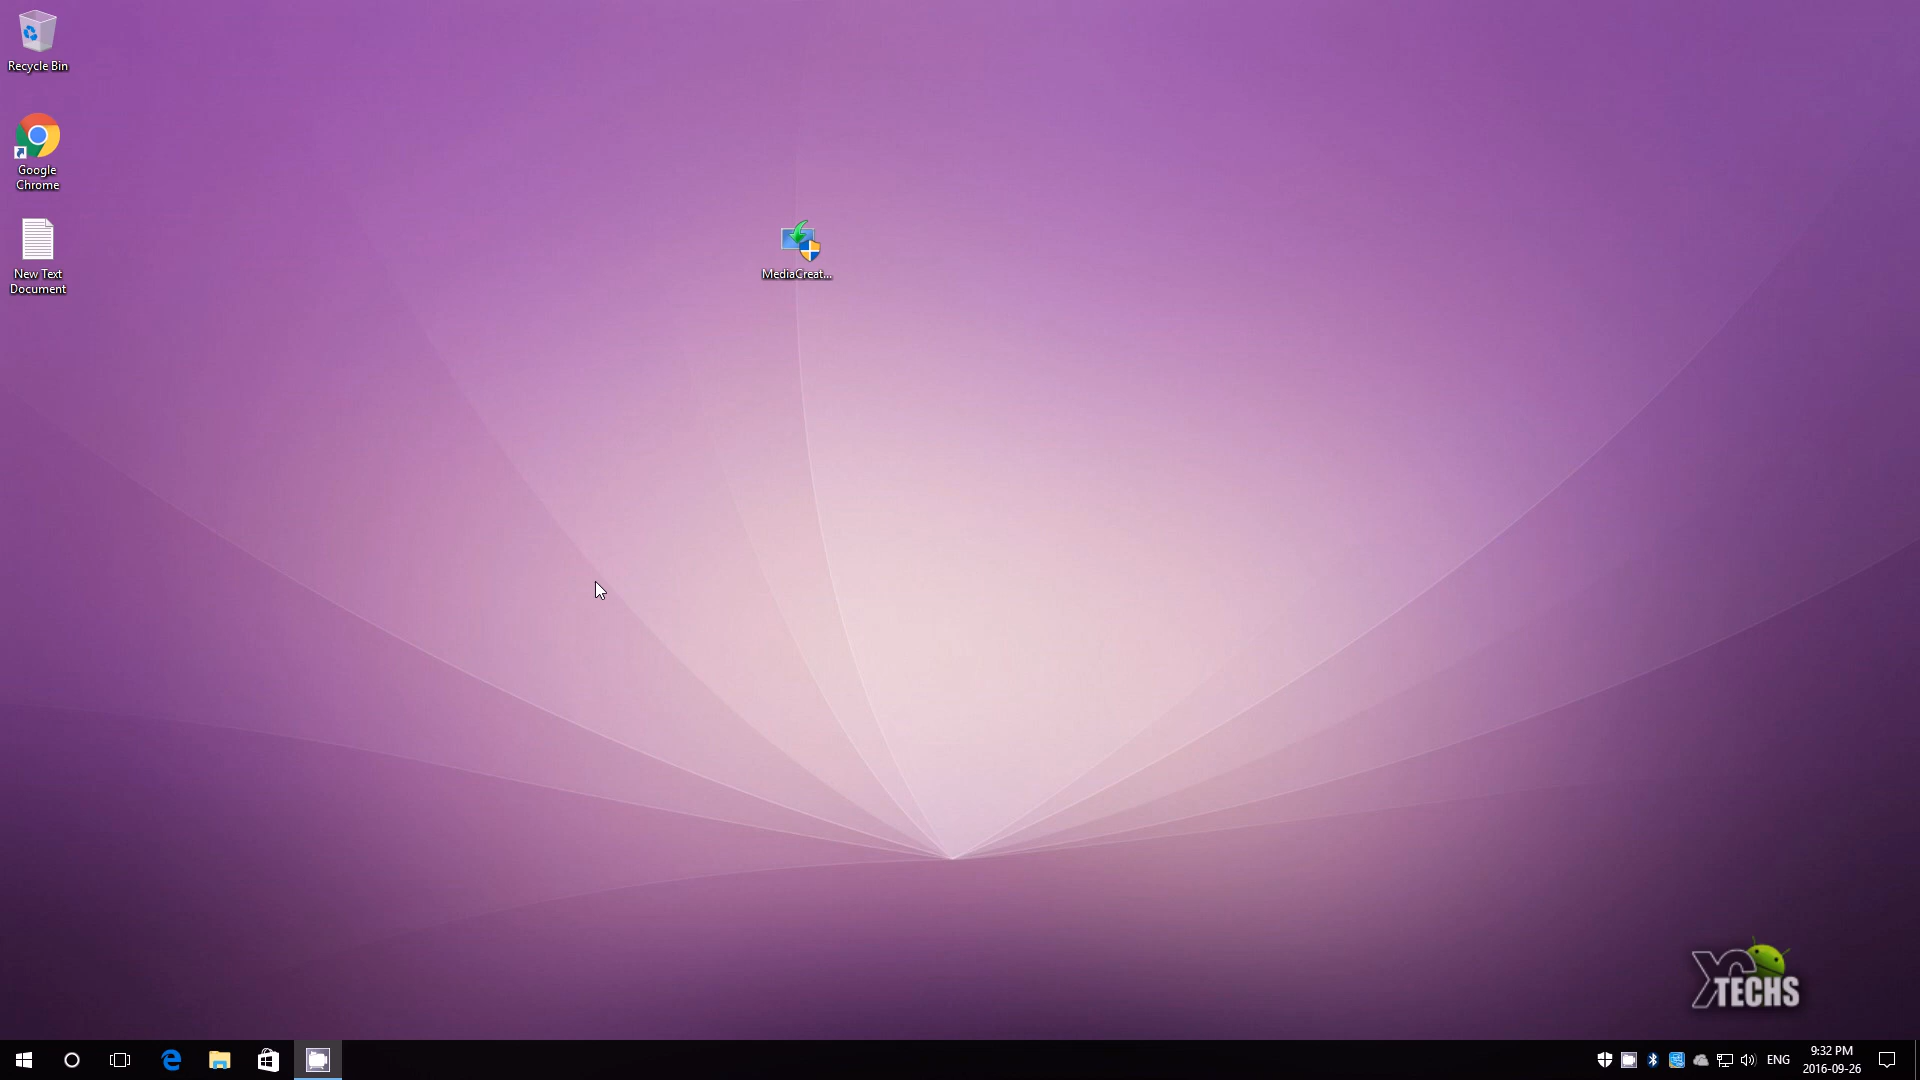 Recycle Bin
Google
Chrome
New Text
Document
MediaCreat...
TECHS
ENG
9:32 PM
2016-09-26